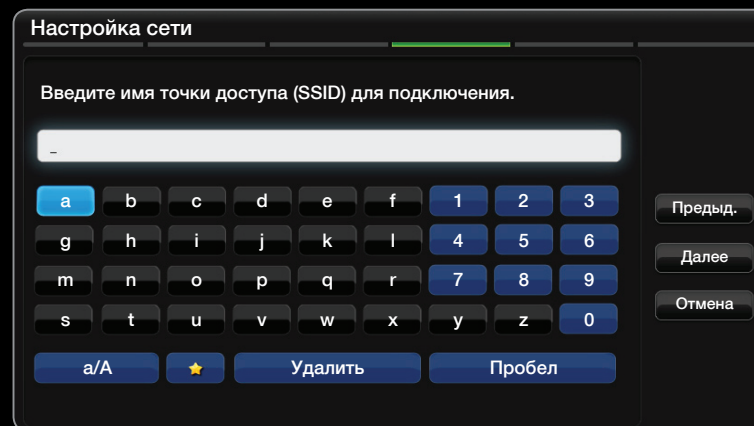 Настройка сети
Введите имя точки доступа (SSID) для подключения.
_
a b c d e f 1 2 3
g h i j k l 4 5 6
m n o p q r 7 8 9
s t u v w x y z 0
a/A Удалить Пробел
Предыд.
Далее
Отмена